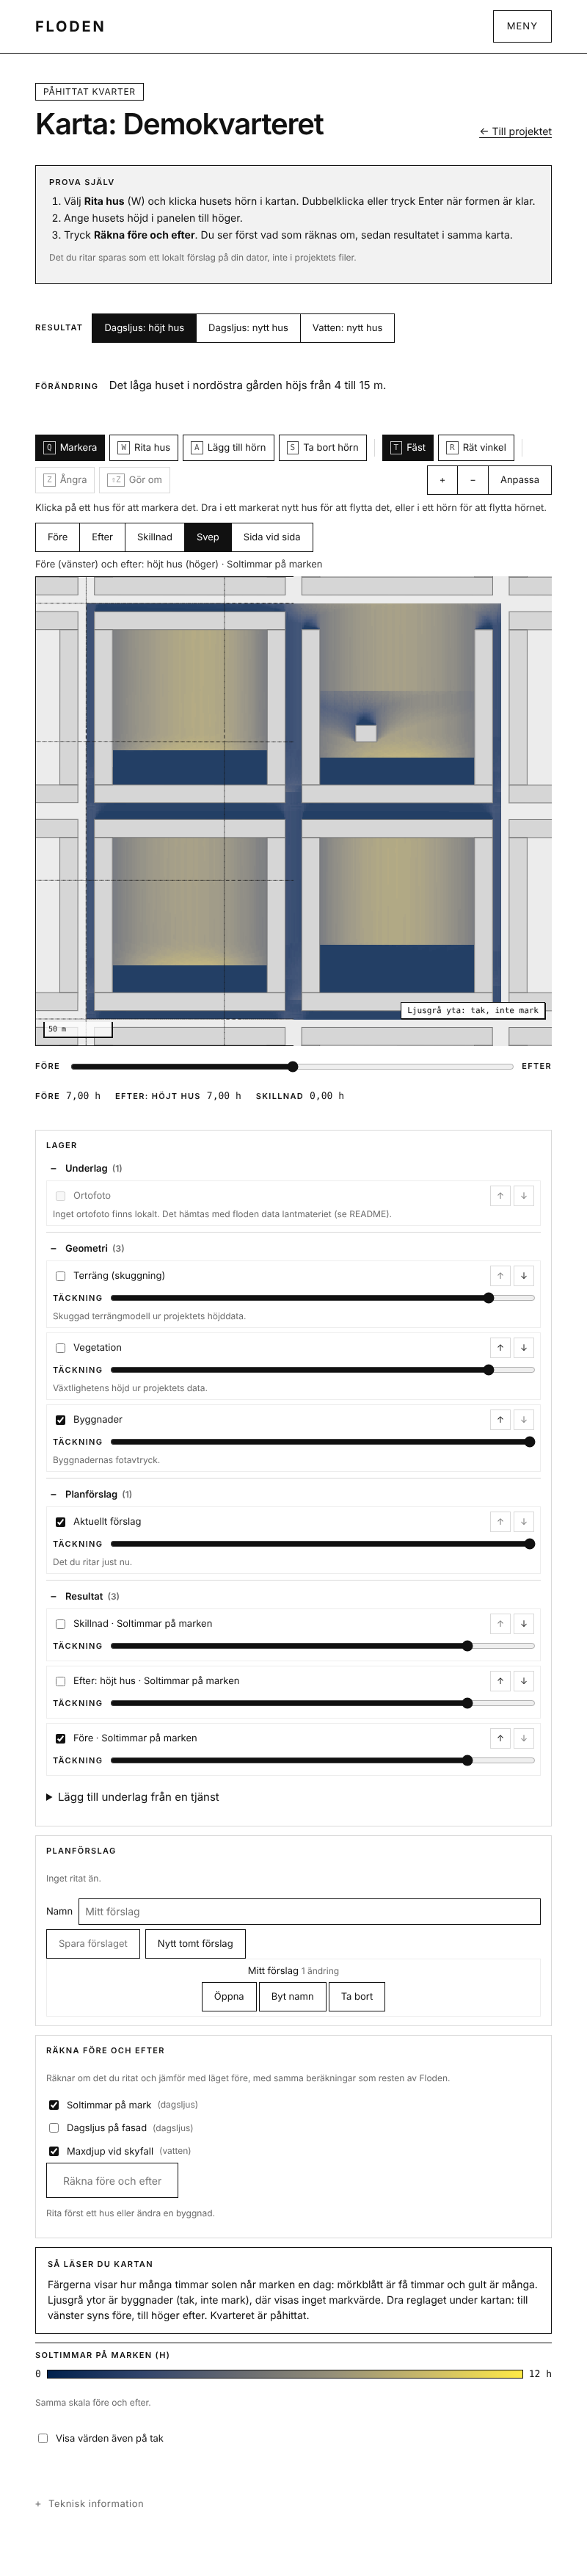 FLODEN
MENY
PÅHITTAT KVARTER
Karta: Demokvarteret
← Till projektet
PROVA SJÄLV
1. Välj Rita hus (W) och klicka husets hörn i kartan. Dubbelklicka eller tryck Enter när formen är klar.
2. Ange husets höjd i panelen till höger.
3. Tryck Räkna före och efter. Du ser först vad som räknas om, sedan resultatet i samma karta.
Det du ritar sparas som ett lokalt förslag på din dator, inte i projektets filer.
RESULTAT Dagsljus: höjt hus Dagsljus: nytt hus Vatten: nytt hus
FÖRÄNDRING Det låga huset i nordöstra gården höjs från 4 till 15 m.
Q Markera W Rita hus A Lägg till hörn S Ta bort hörn T Fäst R Rät vinkel
Z Ångra ⇧Z Gör om + − Anpassa
Klicka på ett hus för att markera det. Dra i ett markerat nytt hus för att flytta det, eller i ett hörn för att flytta hörnet.
Före Efter Skillnad Svep Sida vid sida
Före (vänster) och efter: höjt hus (höger) · Soltimmar på marken
Ljusgrå yta: tak, inte mark
50 m
FÖRE EFTER
FÖRE 7,00 h EFTER: HÖJT HUS 7,00 h SKILLNAD 0,00 h
LAGER
− Underlag (1)
Ortofoto ↑ ↓
Inget ortofoto finns lokalt. Det hämtas med floden data lantmateriet (se README).
− Geometri (3)
Terräng (skuggning) ↑ ↓
TÄCKNING
Skuggad terrängmodell ur projektets höjddata.
Vegetation ↑ ↓
TÄCKNING
Växtlighetens höjd ur projektets data.
Byggnader ↑ ↓
TÄCKNING
Byggnadernas fotavtryck.
− Planförslag (1)
Aktuellt förslag ↑ ↓
TÄCKNING
Det du ritar just nu.
− Resultat (3)
Skillnad · Soltimmar på marken ↑ ↓
TÄCKNING
Efter: höjt hus · Soltimmar på marken ↑ ↓
TÄCKNING
Före · Soltimmar på marken ↑ ↓
TÄCKNING
▶ Lägg till underlag från en tjänst
PLANFÖRSLAG
Inget ritat än.
Namn Mitt förslag
Spara förslaget Nytt tomt förslag
Mitt förslag 1 ändring
Öppna Byt namn Ta bort
RÄKNA FÖRE OCH EFTER
Räknar om det du ritat och jämför med läget före, med samma beräkningar som resten av Floden.
Soltimmar på mark (dagsljus)
Dagsljus på fasad (dagsljus)
Maxdjup vid skyfall (vatten)
Räkna före och efter
Rita först ett hus eller ändra en byggnad.
SÅ LÄSER DU KARTAN
Färgerna visar hur många timmar solen når marken en dag: mörkblått är få timmar och gult är många.
Ljusgrå ytor är byggnader (tak, inte mark), där visas inget markvärde. Dra reglaget under kartan: till
vänster syns före, till höger efter. Kvarteret är påhittat.
SOLTIMMAR PÅ MARKEN (H)
0 12 h
Samma skala före och efter.
Visa värden även på tak
+ Teknisk information